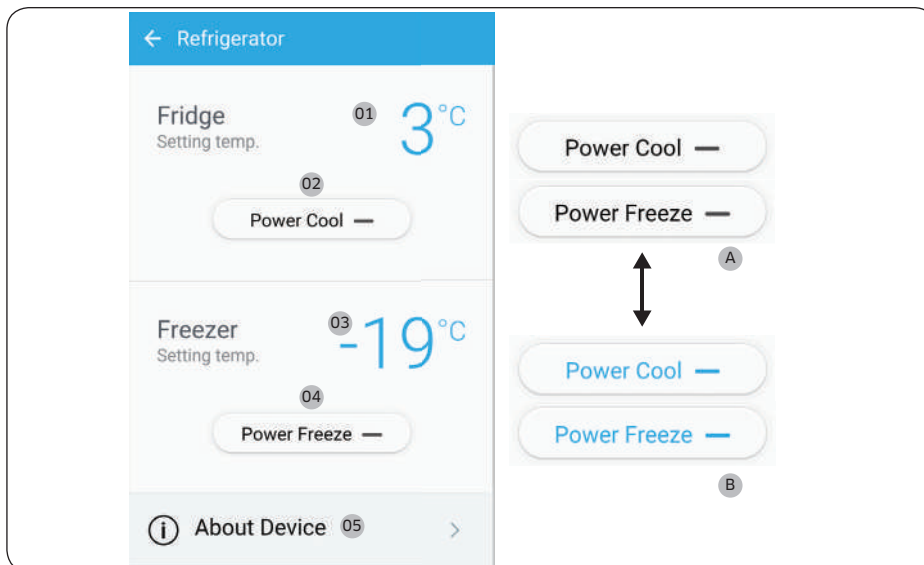 ← Refrigerator
Fridge
Setting temp.
01
3°C
02
Power Cool —
Freezer
Setting temp.
03
-19°C
04
Power Freeze —
About Device 05 >
Power Cool —
Power Freeze —
A
Power Cool —
Power Freeze —
B